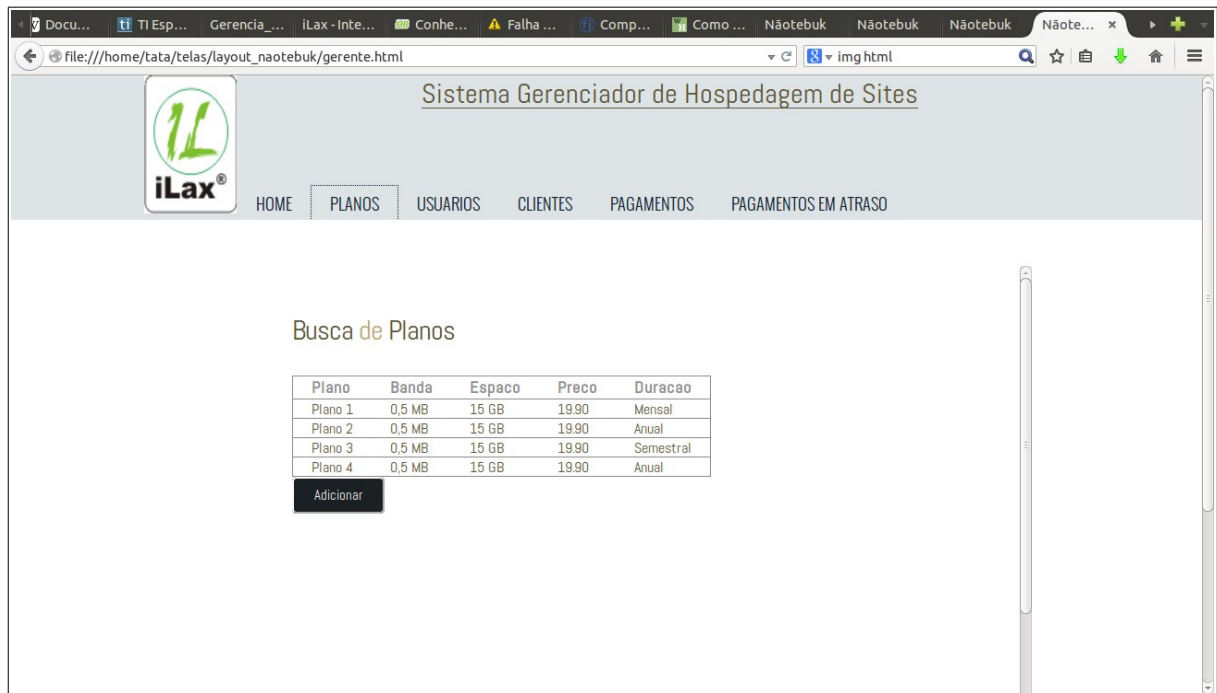 Docu... TI Esp... Gerencia_... iLax - Inte... Conhe... Falha ... Comp... Como ... Nãotebuk Nãotebuk Nãotebuk Nãote...
file:///home/tata/telas/layout_naotebuk/gerente.html img html
Sistema Gerenciador de Hospedagem de Sites
iLax®
HOME PLANOS USUARIOS CLIENTES PAGAMENTOS PAGAMENTOS EM ATRASO
Busca de Planos
Plano Banda Espaco Preco Duracao
Plano 1 0,5 MB 15 GB 19.90 Mensal
Plano 2 0,5 MB 15 GB 19.90 Anual
Plano 3 0,5 MB 15 GB 19.90 Semestral
Plano 4 0,5 MB 15 GB 19.90 Anual
Adicionar